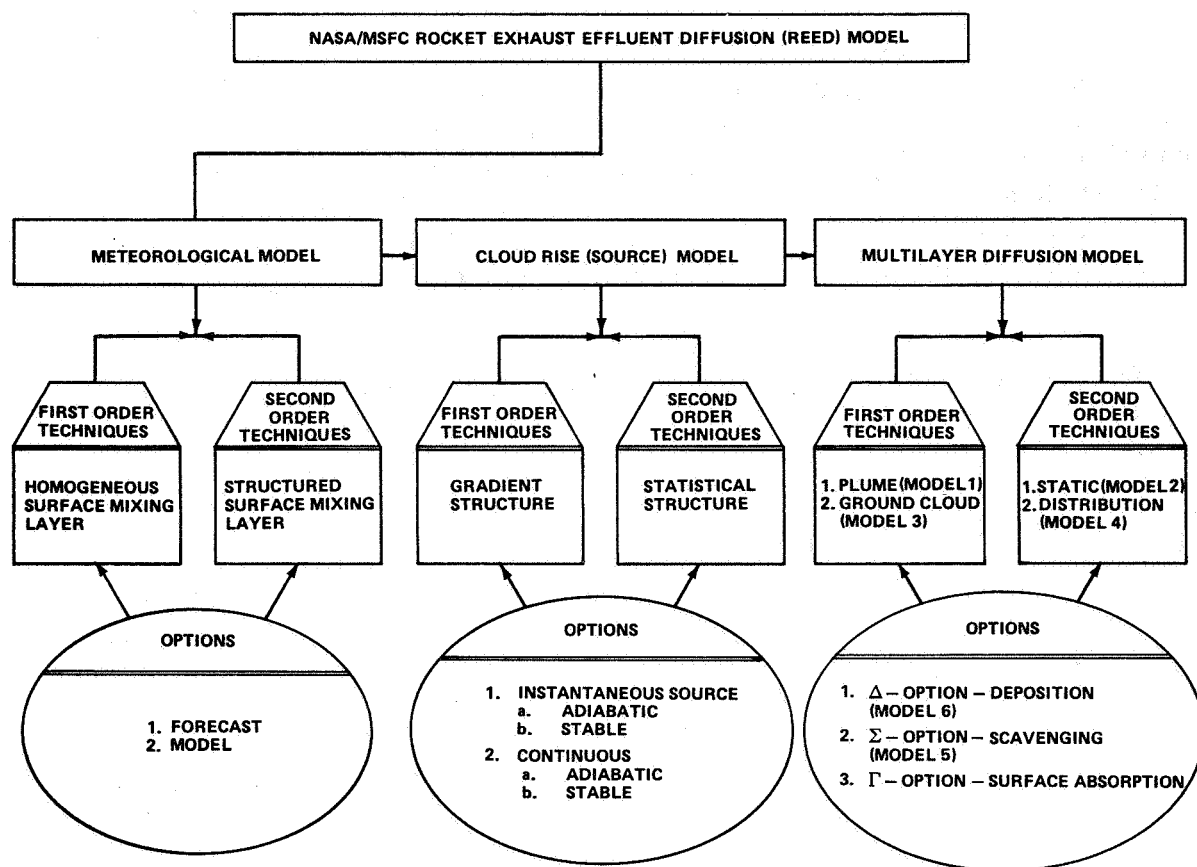 NASA/MSFC ROCKET EXHAUST EFFLUENT DIFFUSION (REED) MODEL
METEOROLOGICAL MODEL
CLOUD RISE (SOURCE) MODEL
MULTILAYER DIFFUSION MODEL
FIRST ORDER
TECHNIQUES
HOMOGENEOUS
SURFACE MIXING
LAYER
SECOND
ORDER
TECHNIQUES
STRUCTURED
SURFACE MIXING
LAYER
FIRST ORDER
TECHNIQUES
GRADIENT
STRUCTURE
SECOND
ORDER
TECHNIQUES
STATISTICAL
STRUCTURE
FIRST ORDER
TECHNIQUES
1. PLUME (MODEL 1)
2. GROUND CLOUD
(MODEL 3)
SECOND
ORDER
TECHNIQUES
1. STATIC (MODEL 2)
2. DISTRIBUTION
(MODEL 4)
OPTIONS
1. FORECAST
2. MODEL
OPTIONS
1. INSTANTANEOUS SOURCE
a. ADIABATIC
b. STABLE
2. CONTINUOUS
a. ADIABATIC
b. STABLE
OPTIONS
1. Δ – OPTION – DEPOSITION
(MODEL 6)
2. Σ – OPTION – SCAVENGING
(MODEL 5)
3. Γ – OPTION – SURFACE ABSORPTION